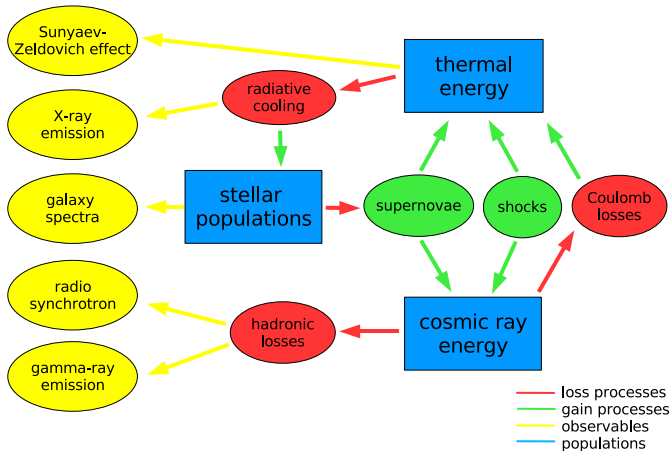 Sunyaev-
Zeldovich effect
thermal
energy
radiative
cooling
X-ray
emission
stellar
populations
galaxy
spectra
supernovae
shocks
Coulomb
losses
radio
synchrotron
hadronic
losses
cosmic ray
energy
gamma-ray
emission
loss processes
gain processes
observables
populations